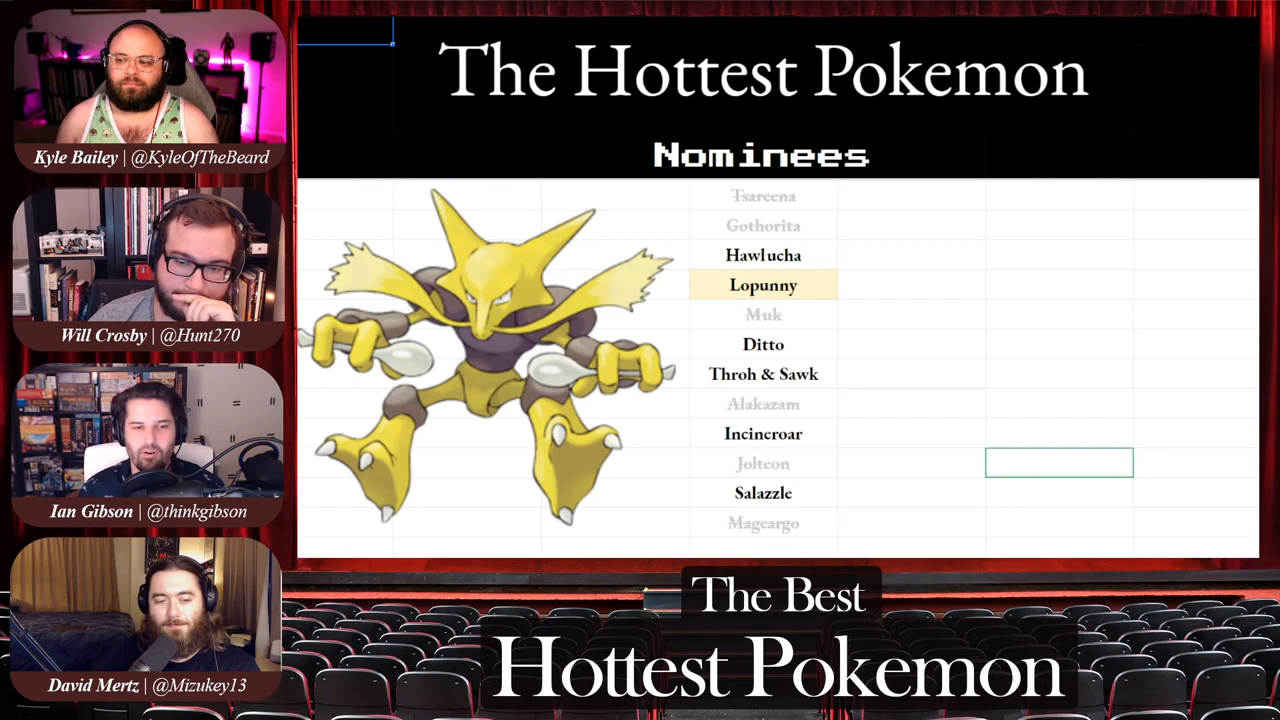 Kyle Bailey | @KyleOfTheBeard
Will Crosby | @Hunt270
Ian Gibson | @thinkgibson
David Mertz | @Mizukey13
The Hottest Pokemon
Nominees
Tsareena
Gothorita
Hawlucha
Lopunny
Muk
Ditto
Throh & Sawk
Alakazam
Incineroar
Jolteon
Salazzle
Magcargo
The Best
Hottest Pokemon